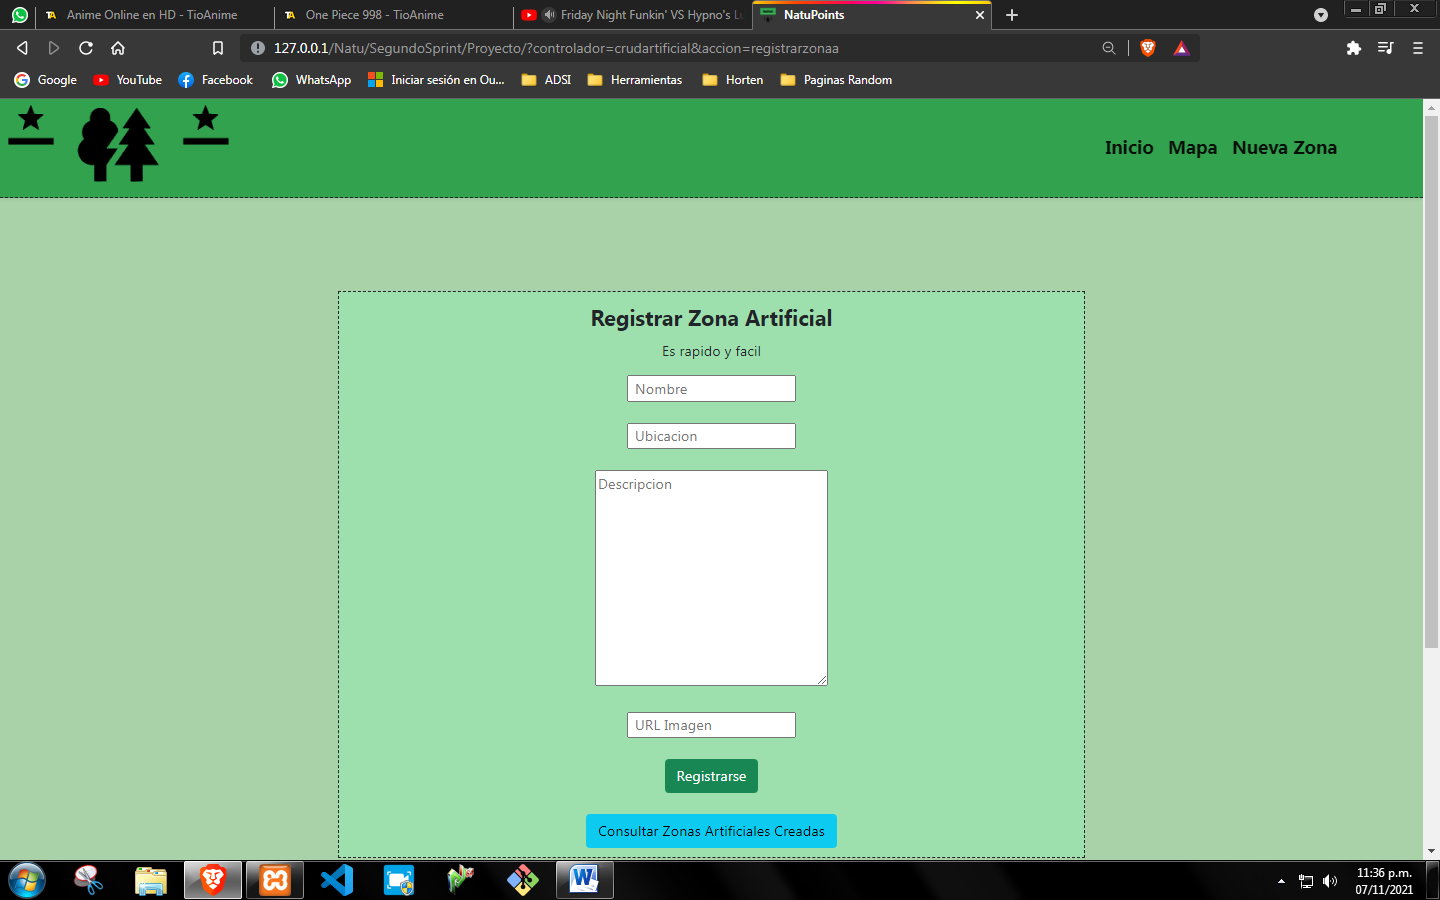 Anime Online en HD - TioAnime
One Piece 998 - TioAnime
Friday Night Funkin' VS Hypno's
NatuPoints
127.0.0.1/Natu/SegundoSprint/Proyecto/?controlador=crudartificial&accion=registrarzonaa
Google
YouTube
Facebook
WhatsApp
Iniciar sesión en Ou...
ADSI
Herramientas
Horten
Paginas Random
Inicio
Mapa
Nueva Zona
Registrar Zona Artificial
Es rapido y facil
Nombre
Ubicacion
Descripcion
URL Imagen
Registrarse
Consultar Zonas Artificiales Creadas
11:36 p.m.
07/11/2021